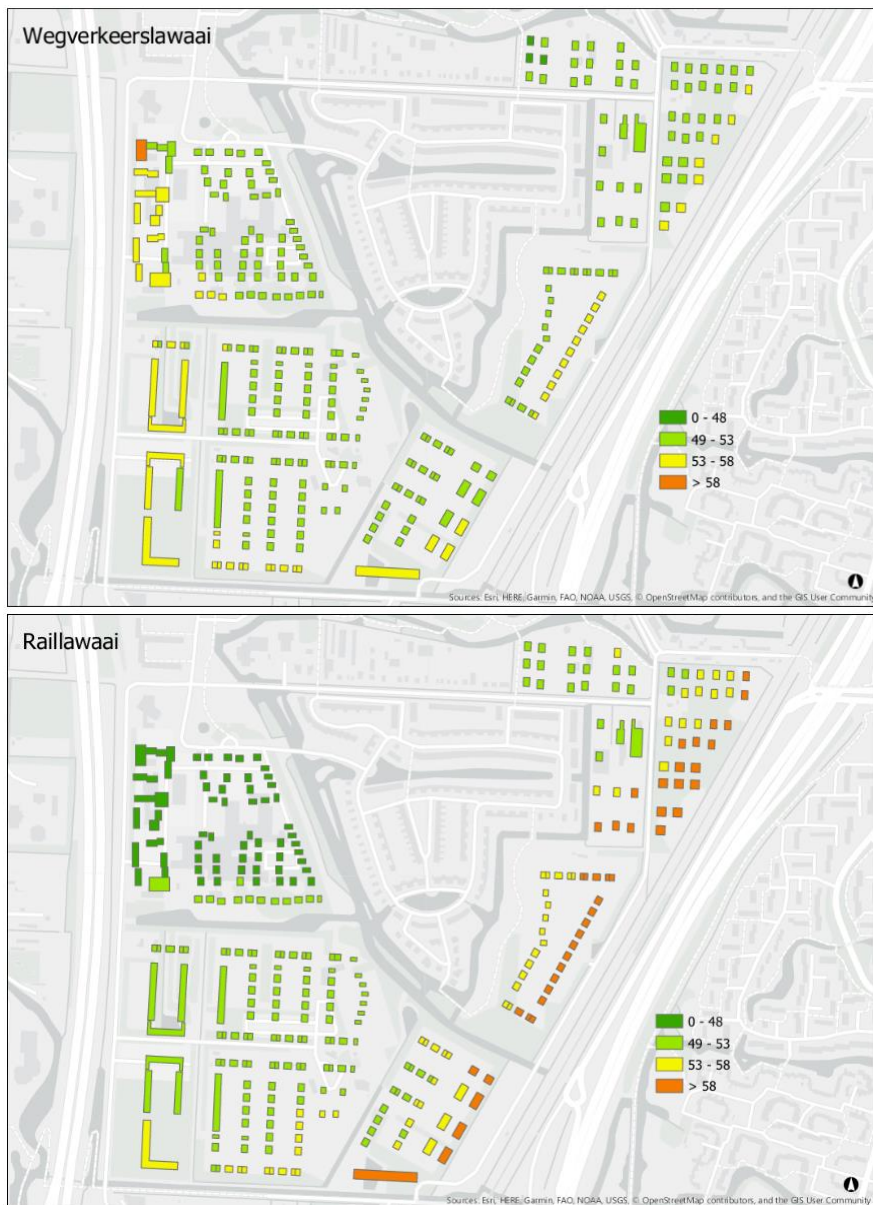 Wegverkeerslawaai
0 - 48
49 - 53
53 - 58
> 58
Sources: Esri, HERE, Garmin, FAO, NOAA, USGS, © OpenStreetMap contributors, and the GIS User Community
Raillawaai
0 - 48
49 - 53
53 - 58
> 58
Sources: Esri, HERE, Garmin, FAO, NOAA, USGS, © OpenStreetMap contributors, and the GIS User Community